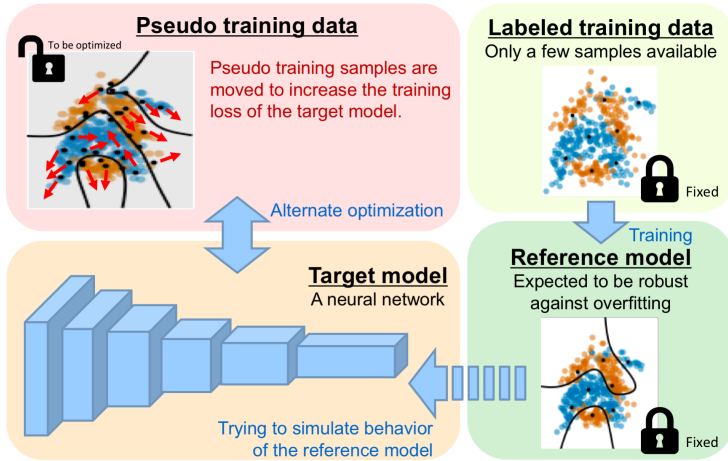 Pseudo training data
To be optimized
Pseudo training samples are
moved to increase the training
loss of the target model.
Labeled training data
Only a few samples available
Fixed
Alternate optimization
Training
Target model
A neural network
Reference model
Expected to be robust
against overfitting
Trying to simulate behavior
of the reference model
Fixed